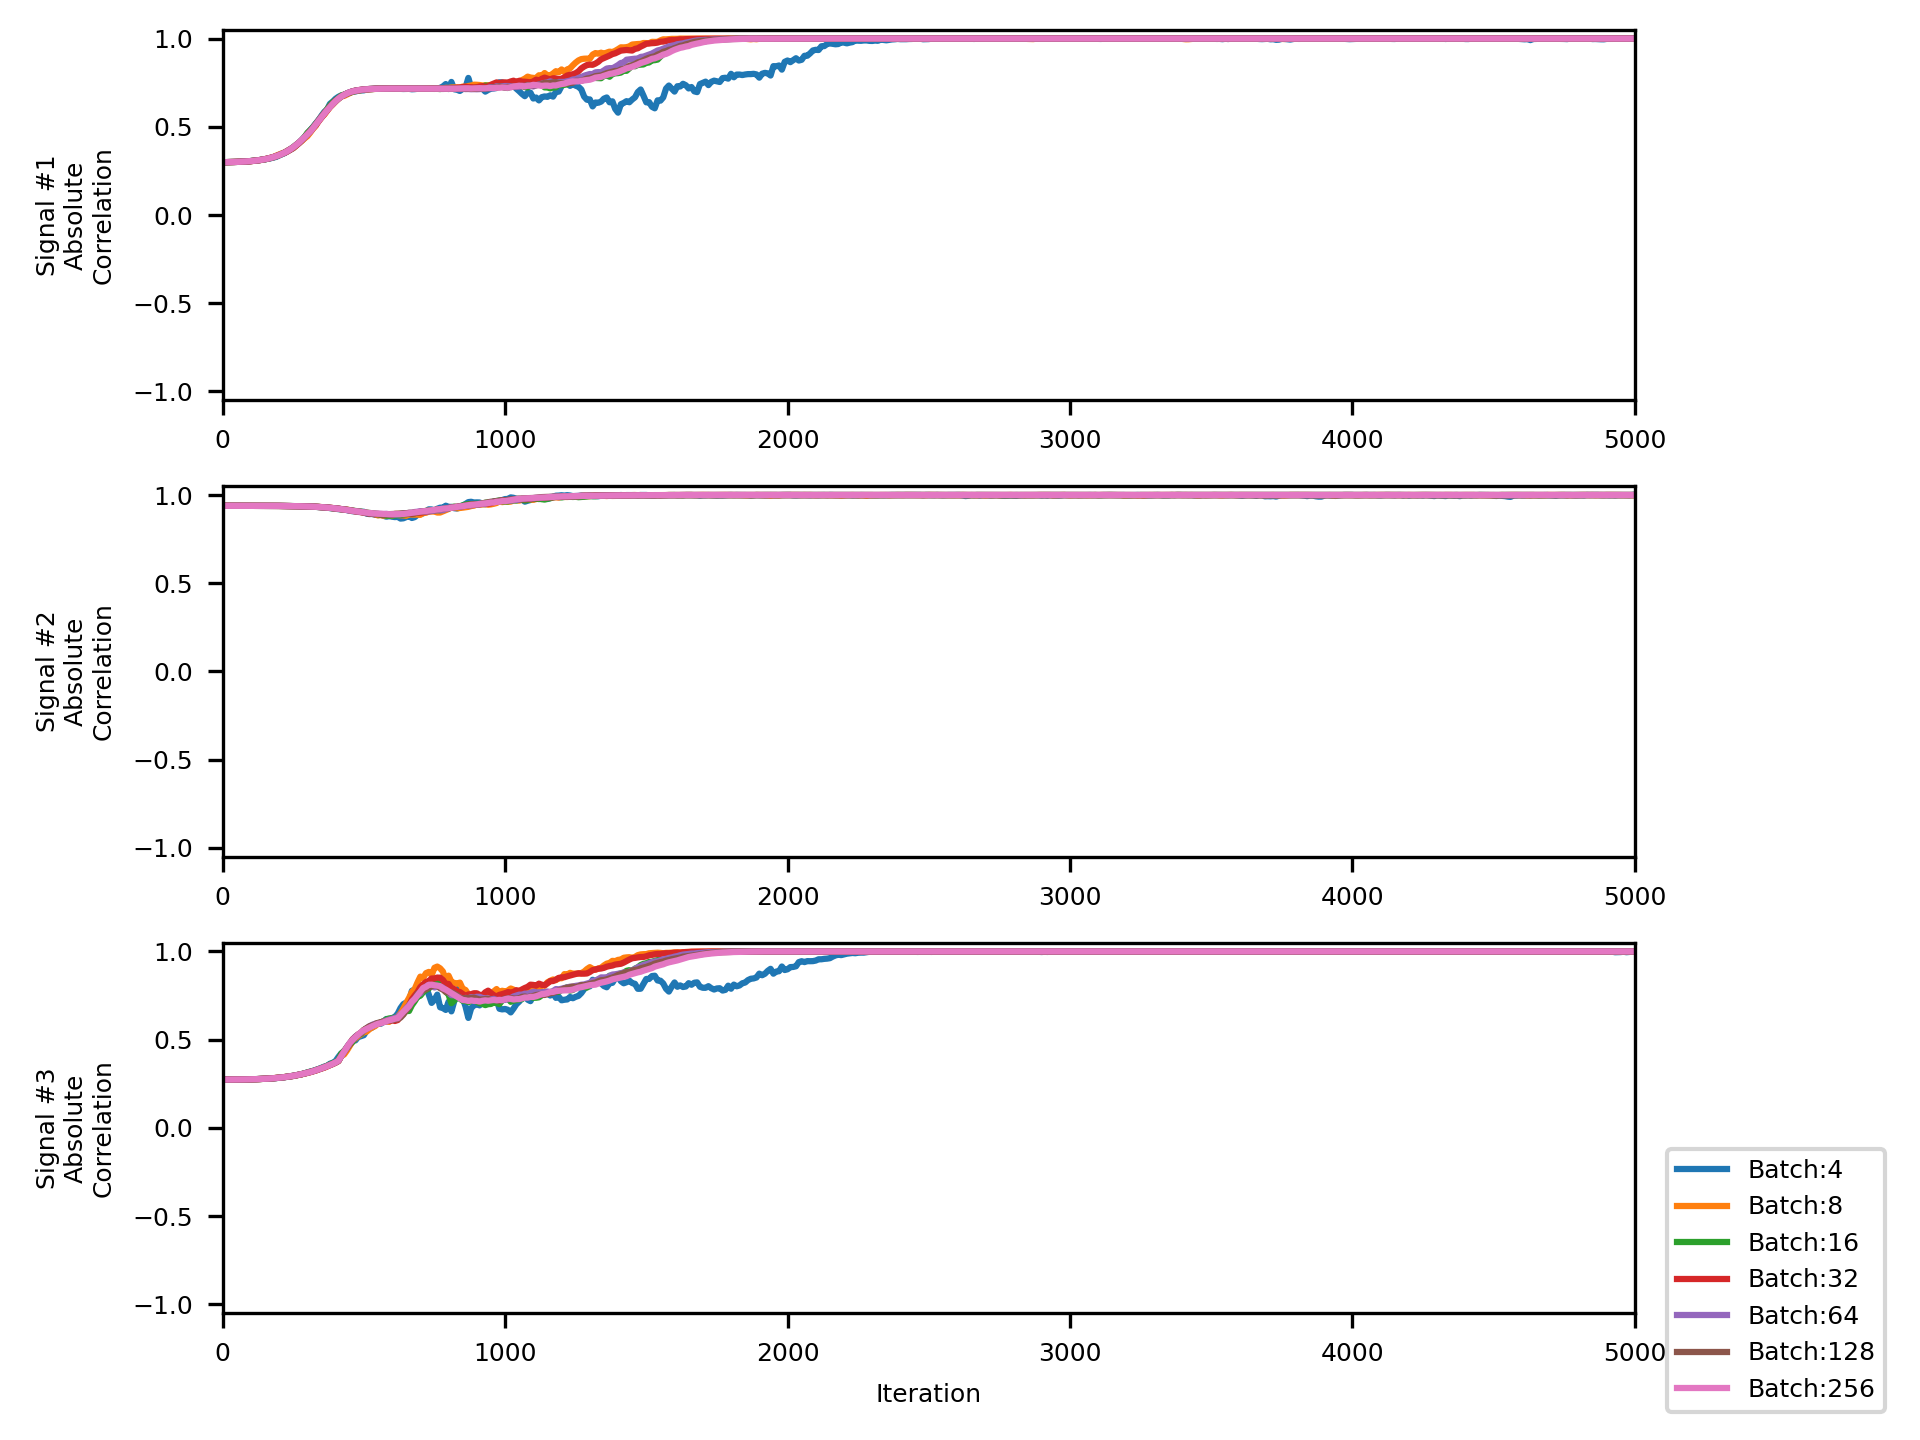 Signal #1
Absolute
Correlation
1.0
0.5
0.0
−0.5
−1.0
0 1000 2000 3000 4000 5000
Signal #2
Absolute
Correlation
1.0
0.5
0.0
−0.5
−1.0
0 1000 2000 3000 4000 5000
Signal #3
Absolute
Correlation
1.0
0.5
0.0
−0.5
−1.0
0 1000 2000 3000 4000 5000
Iteration
Batch:4
Batch:8
Batch:16
Batch:32
Batch:64
Batch:128
Batch:256